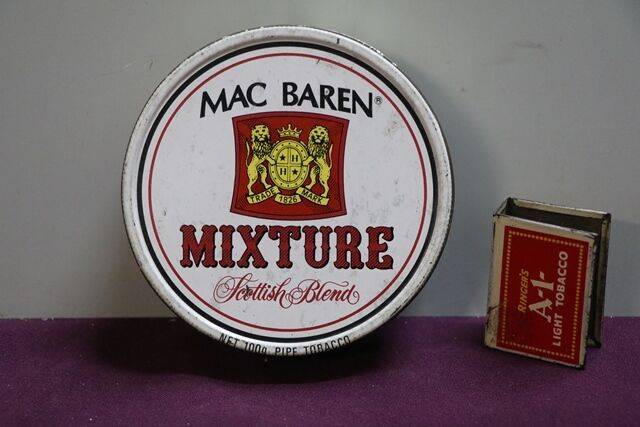 MAC BAREN®
H
H
TRADE 1826 MARK
MIXTURE
Scottish Blend
NET 100g PIPE TOBACCO
RINGER'S
A-1-
LIGHT TOBACCO